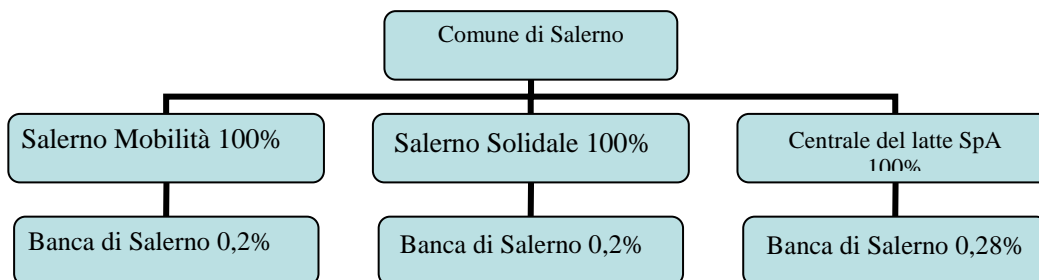 Comune di Salerno
Salerno Mobilità 100%
Salerno Solidale 100%
Centrale del latte SpA
100%
Banca di Salerno 0,2%
Banca di Salerno 0,2%
Banca di Salerno 0,28%